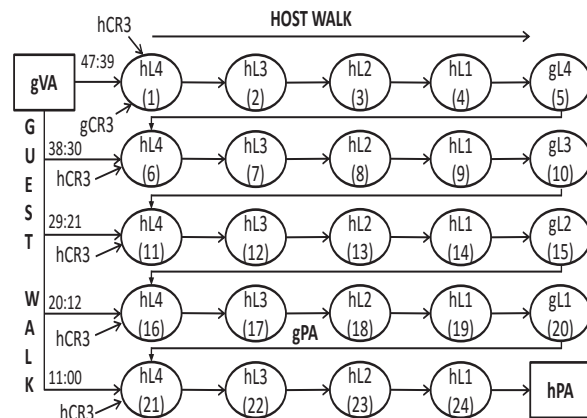 hCR3
HOST WALK
gVA
47:39
hL4
(1)
hL3
(2)
hL2
(3)
hL1
(4)
gL4
(5)
gCR3
GUEST WALK
38:30
hCR3
hL4
(6)
hL3
(7)
hL2
(8)
hL1
(9)
gL3
(10)
29:21
hCR3
hL4
(11)
hL3
(12)
hL2
(13)
hL1
(14)
gL2
(15)
20:12
hCR3
hL4
(16)
hL3
(17)
hL2
(18)
hL1
(19)
gL1
(20)
gPA
11:00
hCR3
hL4
(21)
hL3
(22)
hL2
(23)
hL1
(24)
hPA